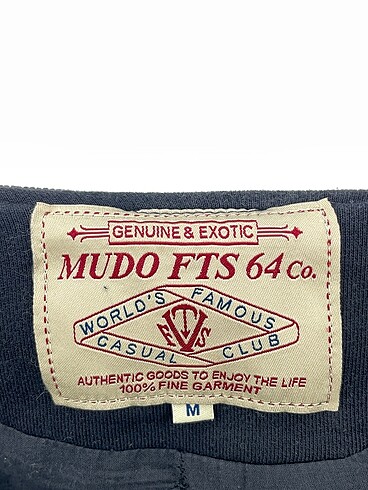 GENUINE & EXOTIC
MUDO FTS 64 Co.
WORLD'S FAMOUS
FTS
CASUAL CLUB
AUTHENTIC GOODS TO ENJOY THE LIFE
100% FINE GARMENT
M